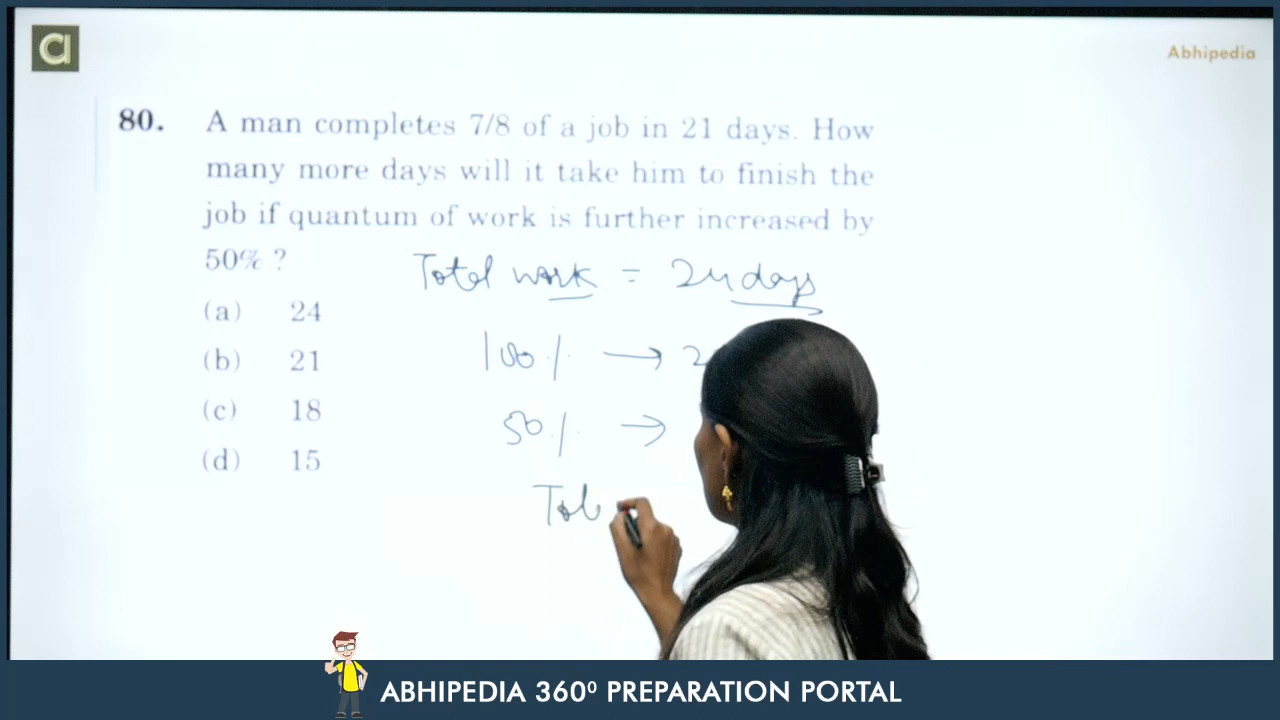 Abhipedia
80. A man completes 7/8 of a job in 21 days. How
many more days will it take him to finish the
job if quantum of work is further increased by
50% ?
Total work = 24 days
(a) 24
100% → 2
(b) 21
(c) 18
50% →
(d) 15
ABHIPEDIA 360⁰ PREPARATION PORTAL